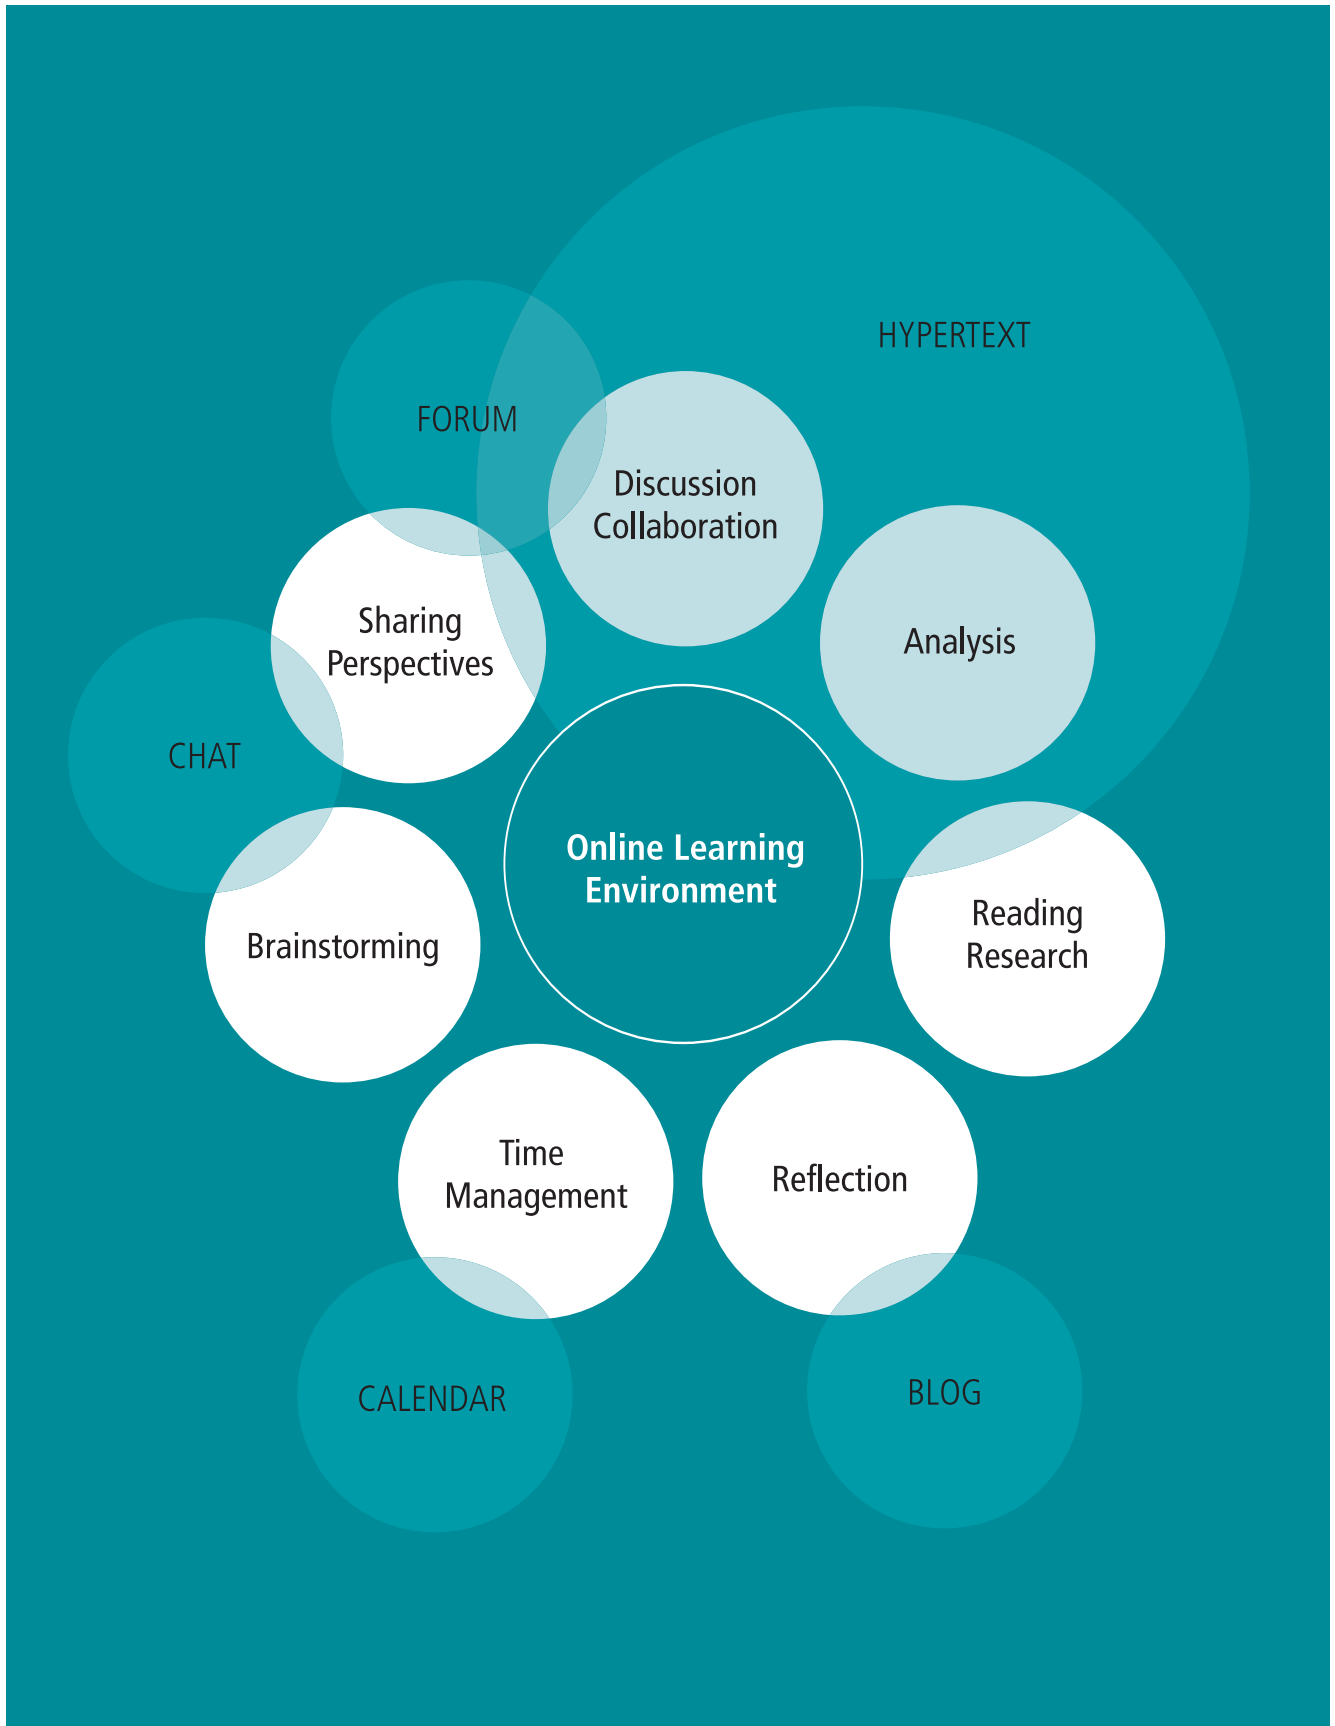 HYPERTEXT
FORUM
Discussion
Collaboration
Sharing
Perspectives
Analysis
CHAT
Online Learning
Environment
Reading
Research
Brainstorming
Time
Management
Reflection
CALENDAR
BLOG